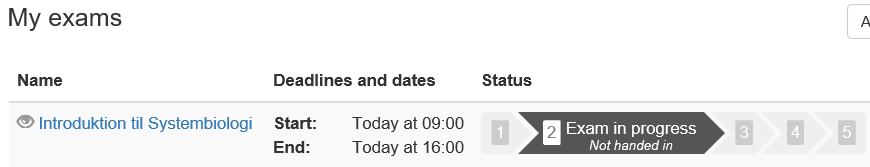 My exams
A
Name Deadlines and dates Status
Introduktion til Systembiologi Start: Today at 09:00 1 2 Exam in progress 3 4 5
End: Today at 16:00 Not handed in